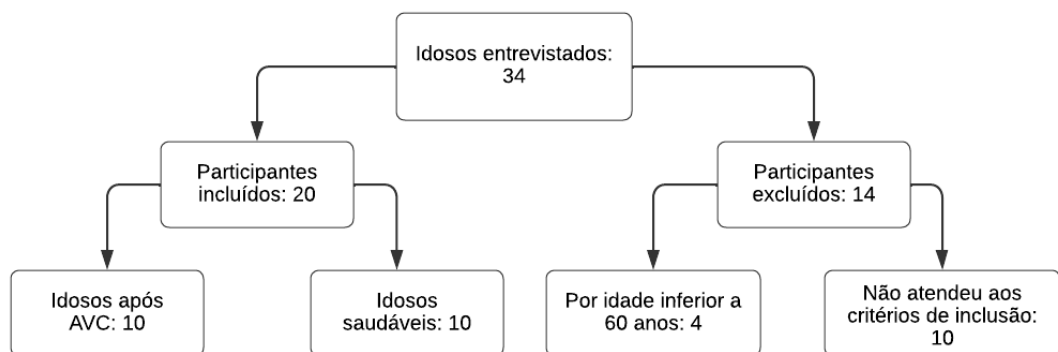 Idosos entrevistados:
34
Participantes
incluídos: 20
Participantes
excluídos: 14
Idosos após
AVC: 10
Idosos
saudáveis: 10
Por idade inferior a
60 anos: 4
Não atendeu aos
critérios de inclusão:
10